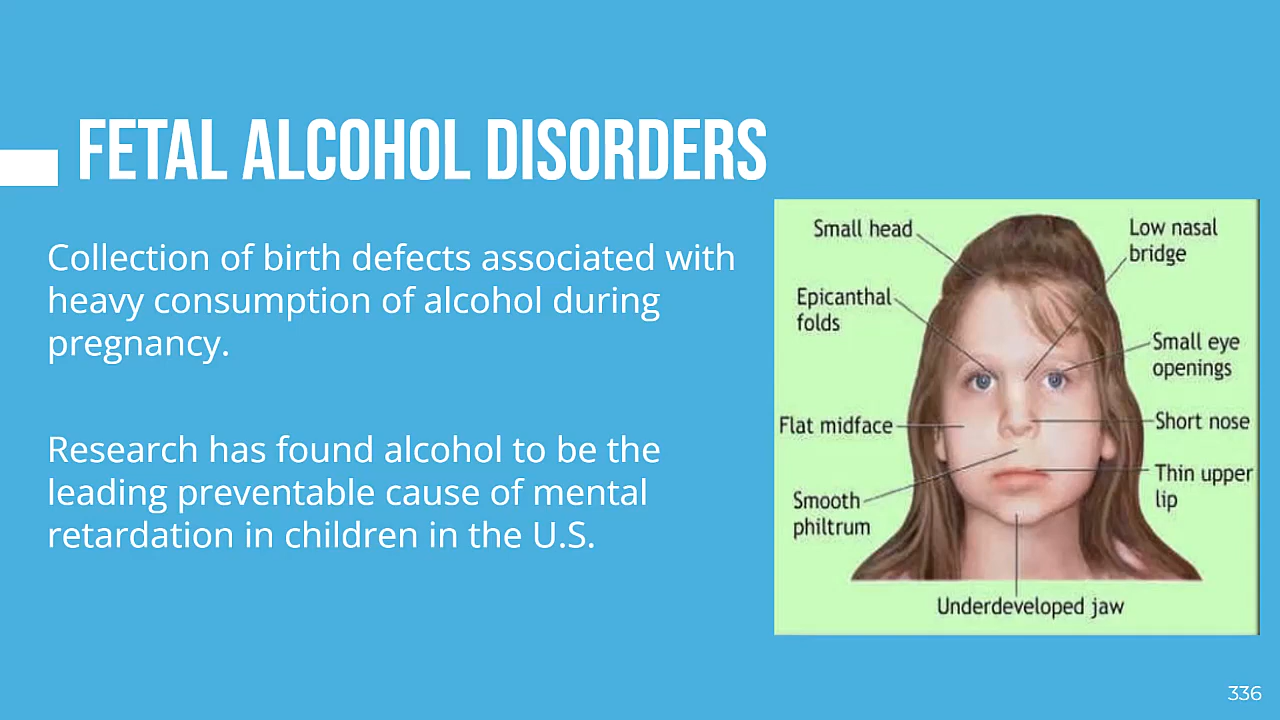 FETAL ALCOHOL DISORDERS
Collection of birth defects associated with
heavy consumption of alcohol during
pregnancy.
Research has found alcohol to be the
leading preventable cause of mental
retardation in children in the U.S.
Small head
Epicanthal
folds
Flat midface
Smooth
philtrum
Low nasal
bridge
Small eye
openings
Short nose
Thin upper
lip
Underdeveloped jaw
336